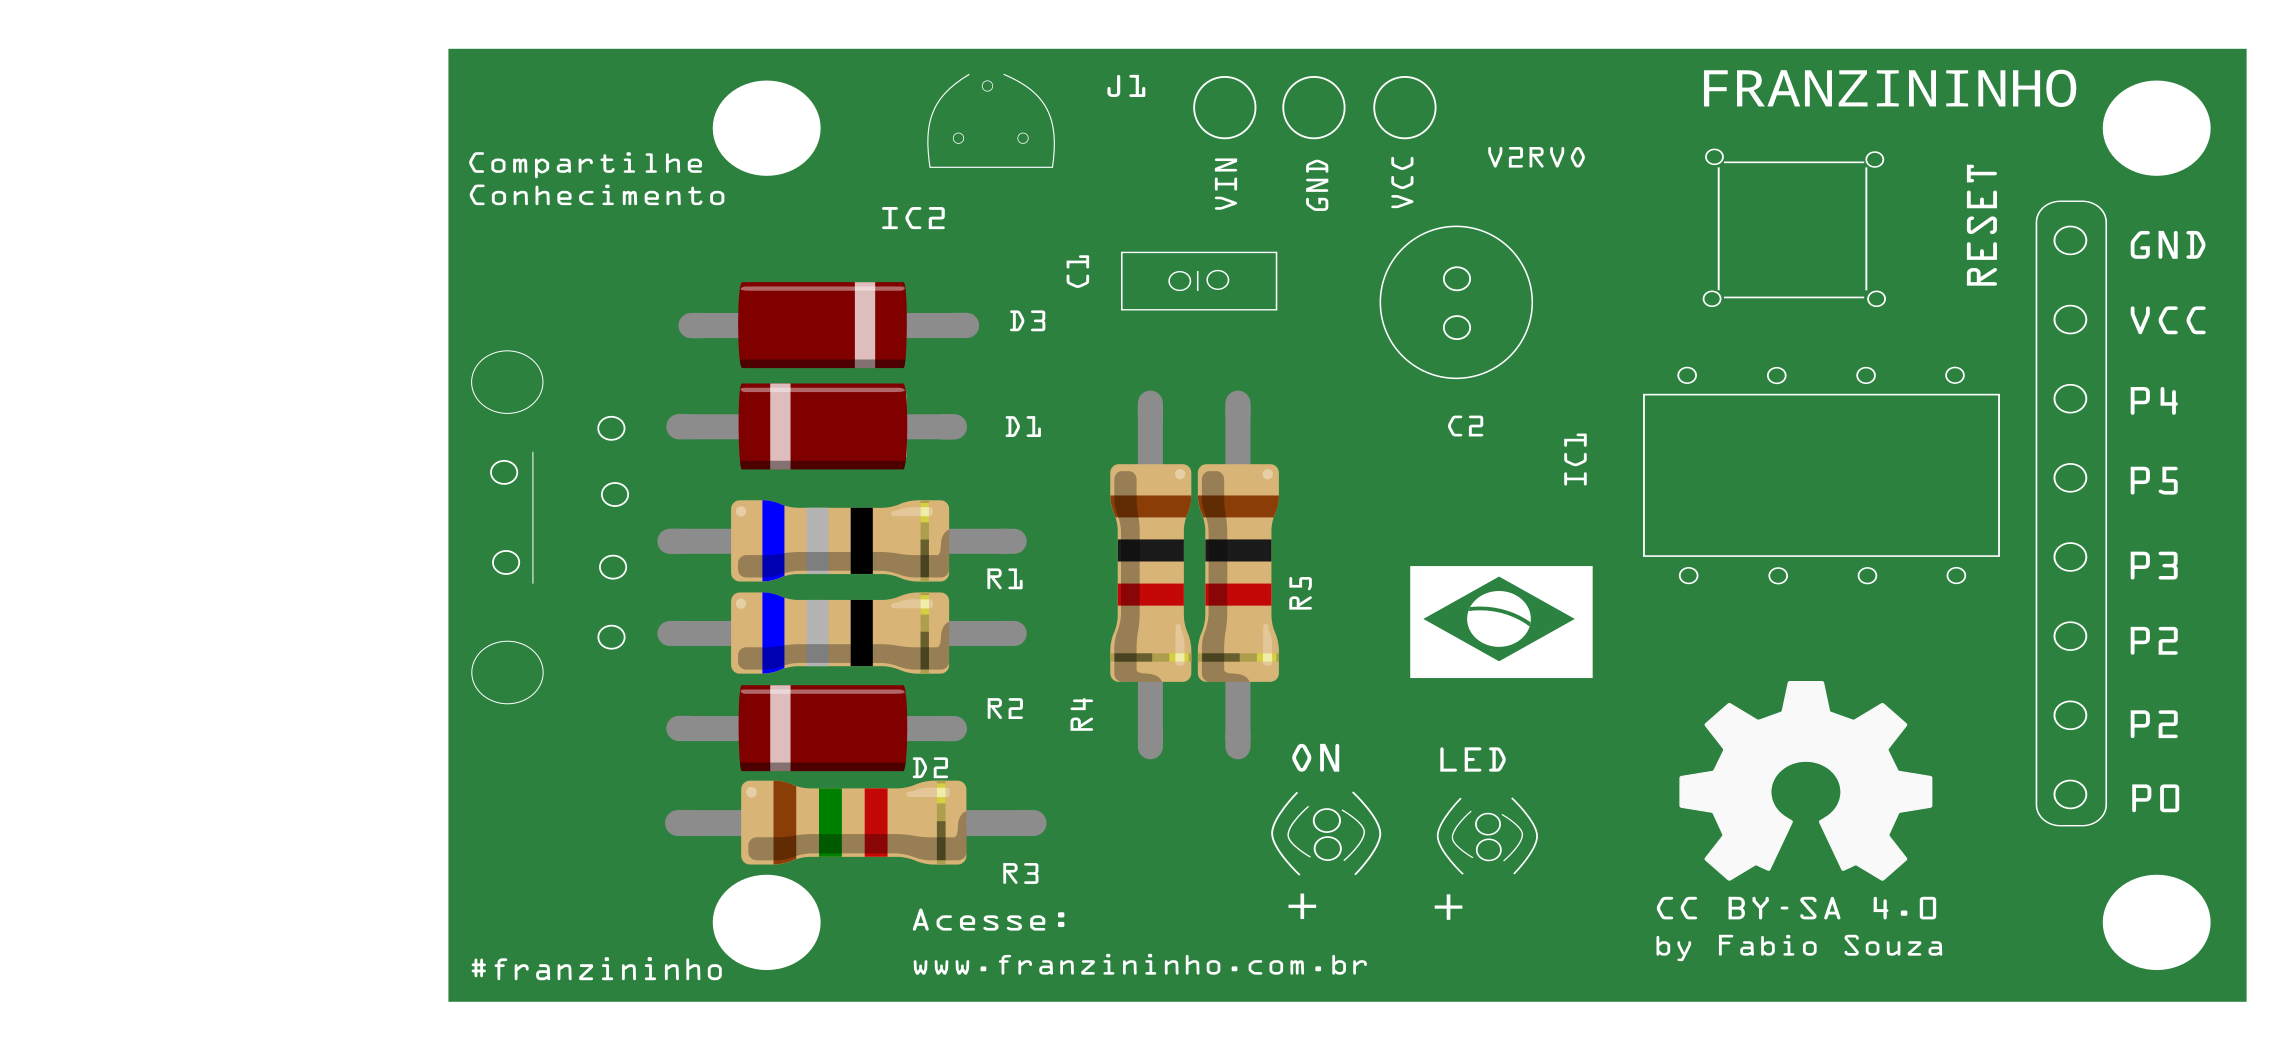 FRANZININHO
J1
Compartilhe
Conhecimento
VIN
GND
VCC
V2RV0
RESET
IC2
C1
GND
VCC
D3
D1
C2
IC1
P4
P5
R1
R5
P3
R2
R4
P2
P2
D2
ON
LED
P0
R3
+
+
Acesse:
www.franzininho.com.br
#franzininho
CC BY-SA 4.0
by Fabio Souza